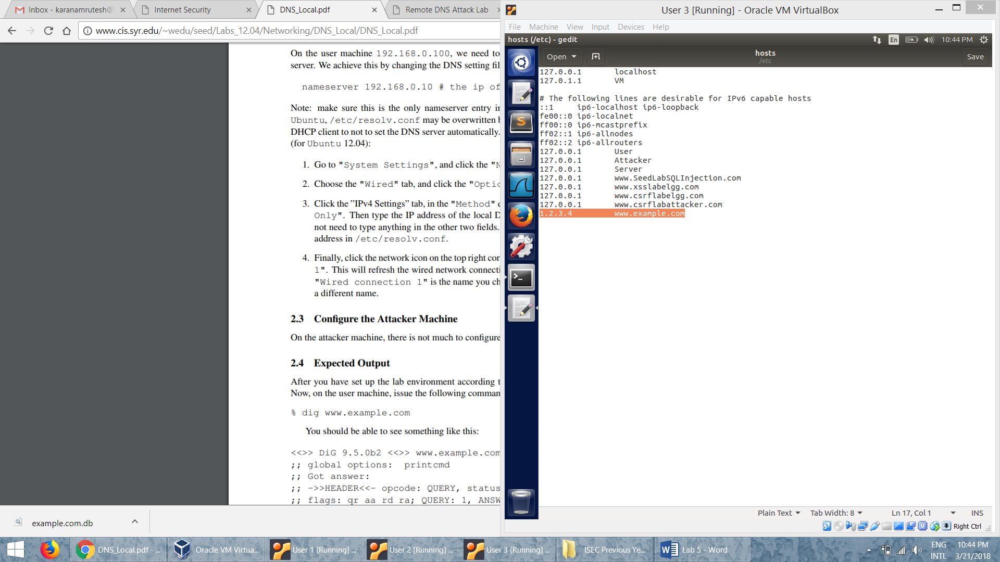 Inbox - karanamrutesh@
Internet Security
DNS_Local.pdf
Remote DNS Attack Lab
www.cis.syr.edu/~wedu/seed/Labs_12.04/Networking/DNS_Local/DNS_Local.pdf
On the user machine 192.168.0.100, we need to
server. We achieve this by changing the DNS setting fil
nameserver 192.168.0.10 # the ip of
Note: make sure this is the only nameserver entry in
Ubuntu, /etc/resolv.conf may be overwritten b
DHCP client to not to set the DNS server automatically.
(for Ubuntu 12.04):
1. Go to "System Settings", and click the "N
2. Choose the "Wired" tab, and click the "Optio
3. Click the ”IPv4 Settings” tab, in the "Method" e
Only". Then type the IP address of the local D
not need to type anything in the other two fields.
address in /etc/resolv.conf.
4. Finally, click the network icon on the top right cor
1". This will refresh the wired network connecti
"Wired connection 1" is the name you ch
a different name.
2.3 Configure the Attacker Machine
On the attacker machine, there is not much to configure
2.4 Expected Output
After you have set up the lab environment according t
Now, on the user machine, issue the following comman
% dig www.example.com
You should be able to see something like this:
<<>> DiG 9.5.0b2 <<>> www.example.com
;; global options: printcmd
;; Got answer:
;; ->>HEADER<<- opcode: QUERY, status
;; flags: qr aa rd ra; QUERY: 1, ANSW
example.com.db
User 3 [Running] - Oracle VM VirtualBox
File Machine View Input Devices Help
hosts (/etc) - gedit
En
10:44 PM
Open
hosts
/etc
Save
127.0.0.1 localhost
127.0.1.1 VM
# The following lines are desirable for IPv6 capable hosts
::1 ip6-localhost ip6-loopback
fe00::0 ip6-localnet
ff00::0 ip6-mcastprefix
ff02::1 ip6-allnodes
ff02::2 ip6-allrouters
127.0.0.1 User
127.0.0.1 Attacker
127.0.0.1 Server
127.0.0.1 www.SeedLabSQLInjection.com
127.0.0.1 www.xsslabelgg.com
127.0.0.1 www.csrflabelgg.com
127.0.0.1 www.csrflabattacker.com
1.2.3.4 www.example.com
Plain Text Tab Width: 8 Ln 17, Col 1 INS
Right Ctrl
DNS_Local.pdf - ...
Oracle VM Virtua...
User 1 [Running] ...
User 2 [Running] ...
User 3 [Running] ...
ISEC Previous Ye...
Lab 5 - Word
ENG
INTL
10:44 PM
3/21/2018